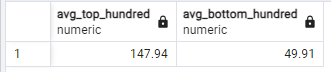 avg_top_hundred avg_bottom_hundred
numeric numeric
1 147.94 49.91